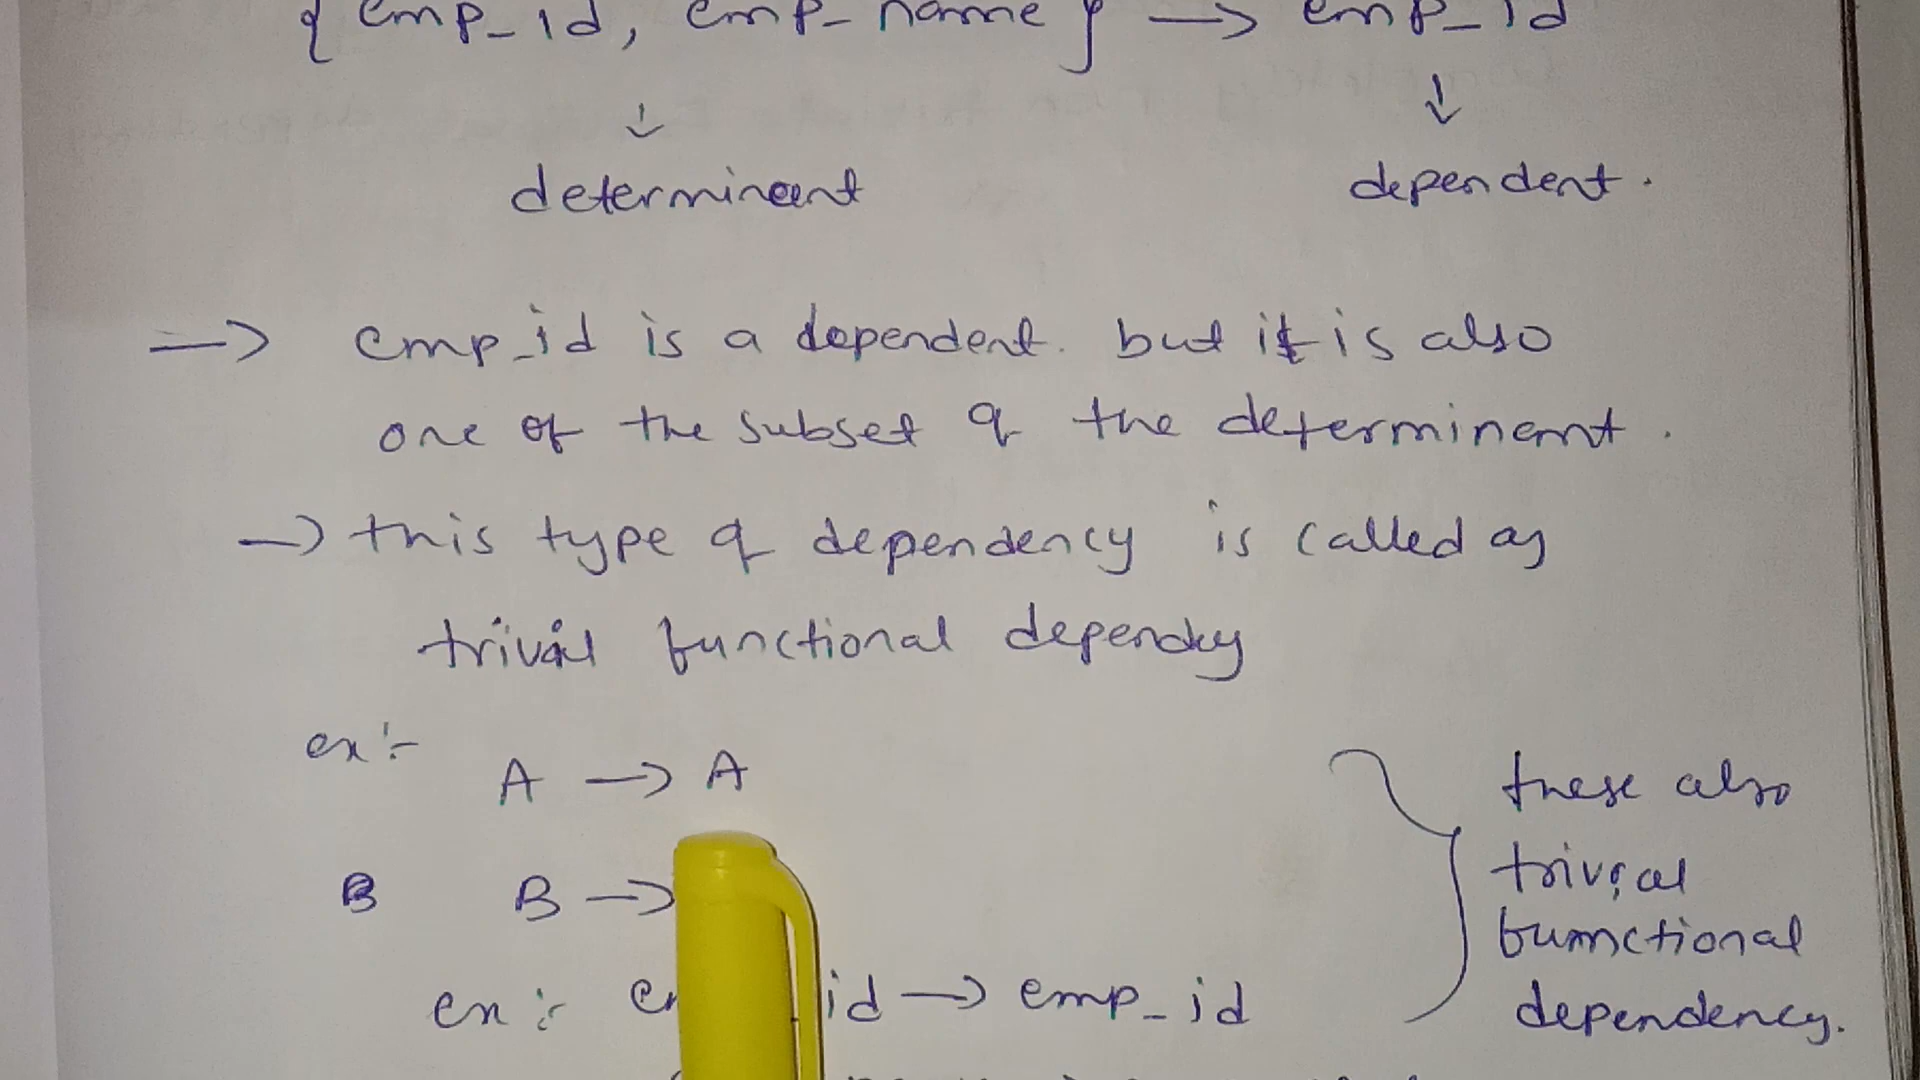 { emp_id, emp_name } → emp_id
↓ ↓
determinent dependent.
→ emp_id is a dependent. but it is also
one of the subset of the determinent.
→ this type of dependency is called as
trivial functional dependcy
ex:-
A → A
B B →
id → emp_id
these also
trivial
functional
dependency.